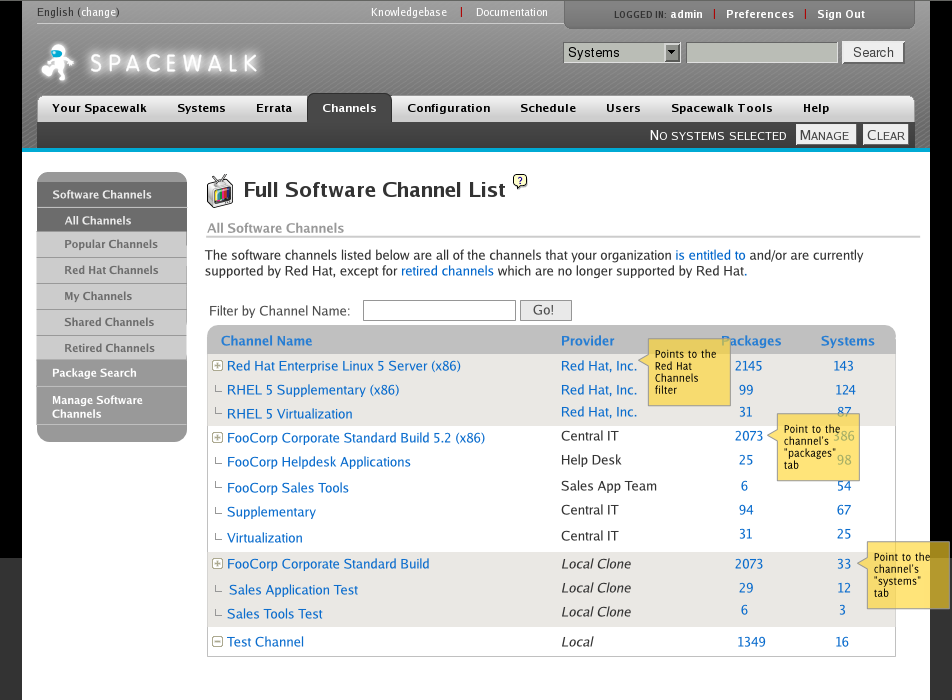 English (change)
Knowledgebase | Documentation
LOGGED IN: admin | Preferences | Sign Out
SPACEWALK
Systems
Search
Your Spacewalk
Systems
Errata
Channels
Configuration
Schedule
Users
Spacewalk Tools
Help
NO SYSTEMS SELECTED
MANAGE
CLEAR
Software Channels
All Channels
Popular Channels
Red Hat Channels
My Channels
Shared Channels
Retired Channels
Package Search
Manage Software
Channels
Full Software Channel List
?
All Software Channels
The software channels listed below are all of the channels that your organization is entitled to and/or are currently
supported by Red Hat, except for retired channels which are no longer supported by Red Hat.
Filter by Channel Name:
Go!
Channel Name Provider Packages Systems
Red Hat Enterprise Linux 5 Server (x86) Red Hat, Inc. 2145 143
RHEL 5 Supplementary (x86) Red Hat, Inc. 99 124
RHEL 5 Virtualization Red Hat, Inc. 31 87
FooCorp Corporate Standard Build 5.2 (x86) Central IT 2073 386
FooCorp Helpdesk Applications Help Desk 25 98
FooCorp Sales Tools Sales App Team 6 54
Supplementary Central IT 94 67
Virtualization Central IT 31 25
FooCorp Corporate Standard Build Local Clone 2073 33
Sales Application Test Local Clone 29 12
Sales Tools Test Local Clone 6 3
Test Channel Local 1349 16
Points to the
Red Hat
Channels
filter
Point to the
channel's
"packages"
tab
Point to the
channel's
"systems"
tab